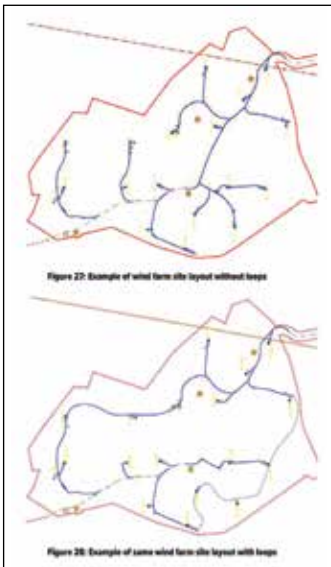 Figure 27: Example of wind farm site layout without loops
Figure 28: Example of same wind farm site layout with loops